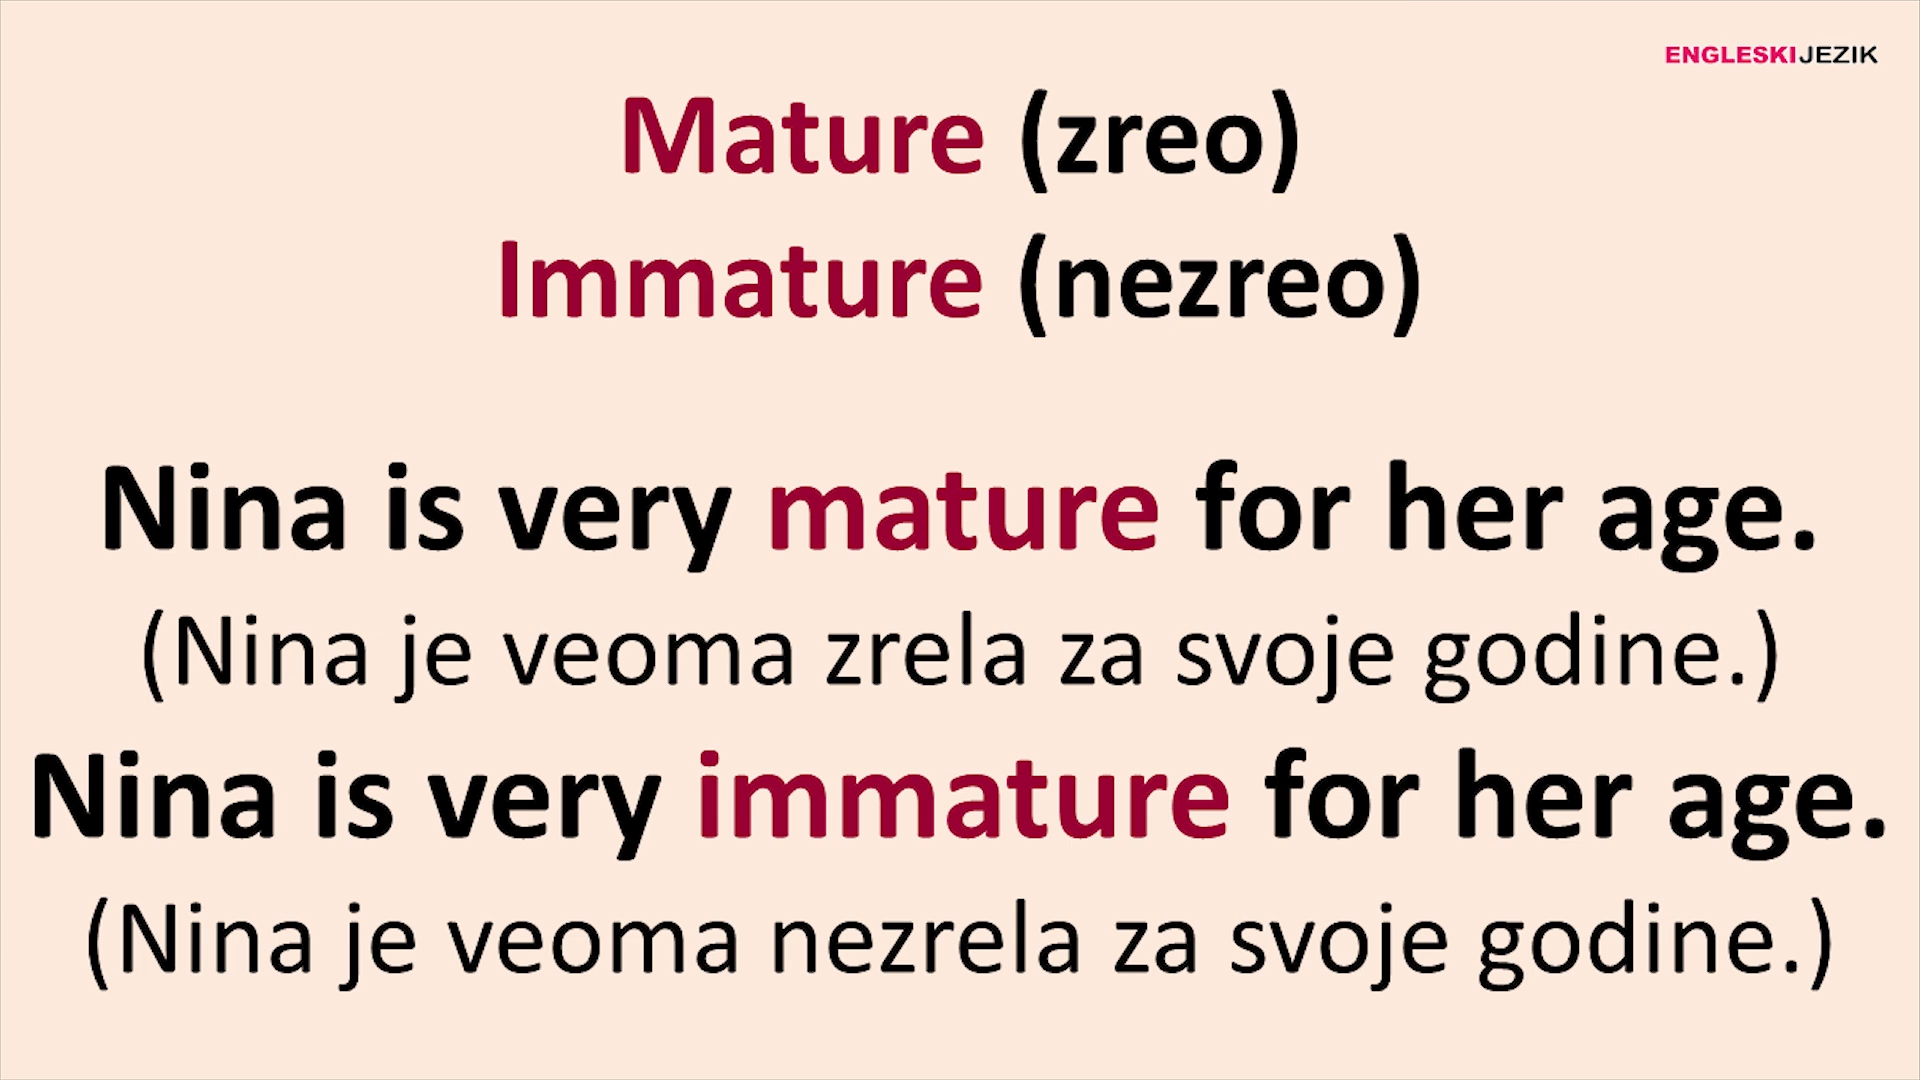 ENGLESKIJEZIK
Mature (zreo)
Immature (nezreo)
Nina is very mature for her age.
(Nina je veoma zrela za svoje godine.)
Nina is very immature for her age.
(Nina je veoma nezrela za svoje godine.)